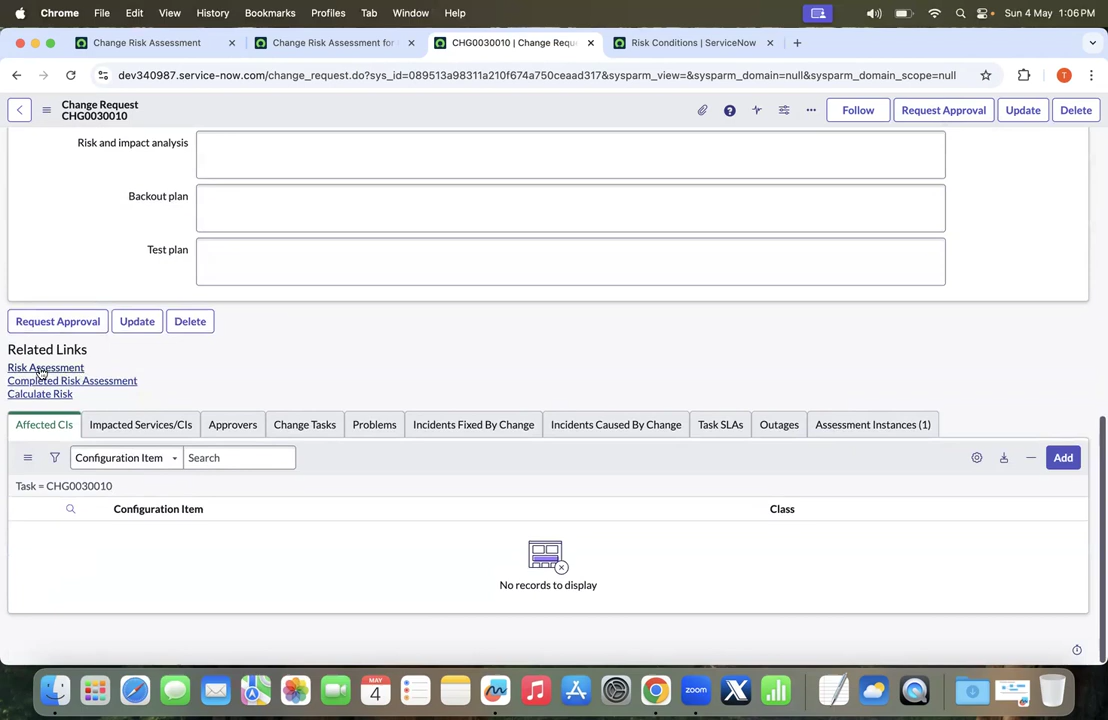 Chrome File Edit View History Bookmarks Profiles Tab Window Help Sun 4 May 1:06 PM
Change Risk Assessment Change Risk Assessment for CHG0030010 | Change Requ Risk Conditions | ServiceNow
dev340987.service-now.com/change_request.do?sys_id=089513a98311a210f674a750ceaad317&sysparm_view=&sysparm_domain=null&sysparm_domain_scope=null T
Change Request
CHG0030010
Follow Request Approval Update Delete
Risk and impact analysis
Backout plan
Test plan
Request Approval Update Delete
Related Links
Risk Assessment
Completed Risk Assessment
Calculate Risk
Affected CIs Impacted Services/CIs Approvers Change Tasks Problems Incidents Fixed By Change Incidents Caused By Change Task SLAs Outages Assessment Instances (1)
Configuration Item Search Add
Task = CHG0030010
Configuration Item Class
No records to display
MAY
4
zoom